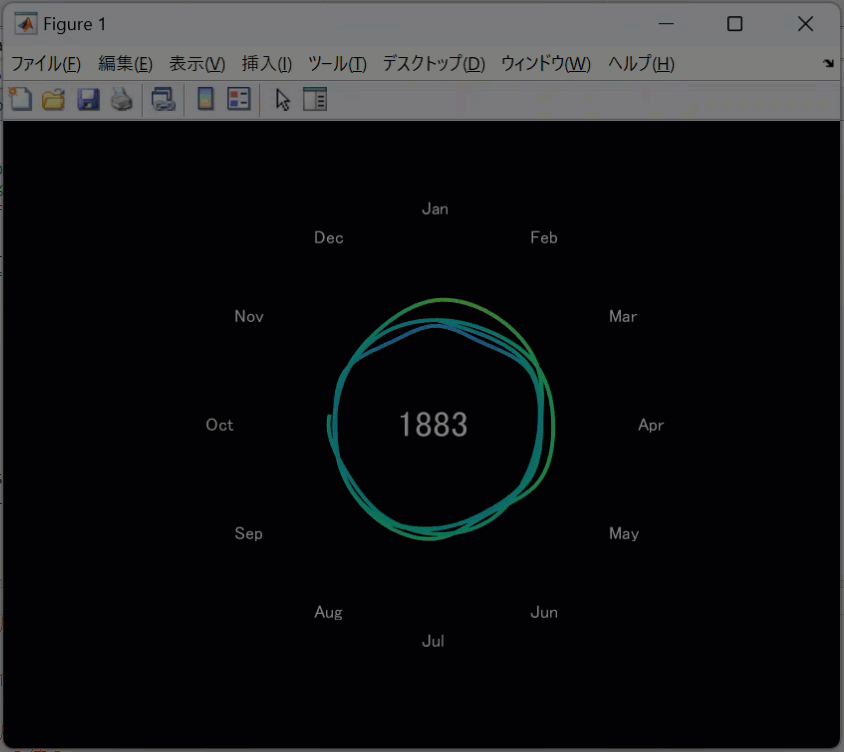 Figure 1
ファイル(F) 編集(E) 表示(V) 挿入(I) ツール(T) デスクトップ(D) ウィンドウ(W) ヘルプ(H)
Jan
Dec Feb
Nov Mar
Oct 1883 Apr
Sep May
Aug Jun
Jul